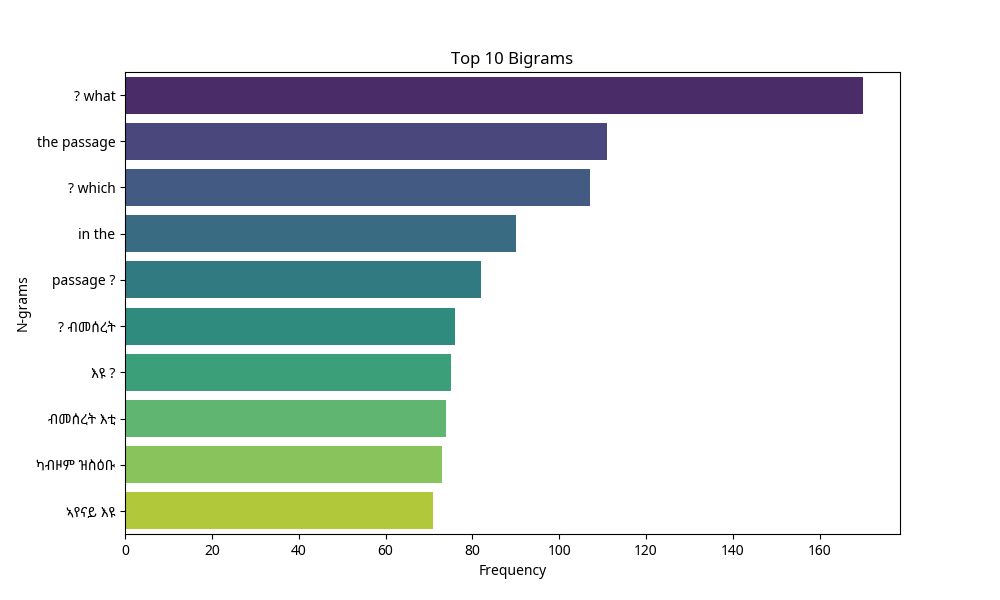 Top 10 Bigrams
? what
the passage
? which
in the
passage ?
? ብመሰረት
እዩ ?
ብመሰረት እቲ
ካብዞም ዝስዕቡ
ኣየናይ እዩ
N-grams
0 20 40 60 80 100 120 140 160
Frequency